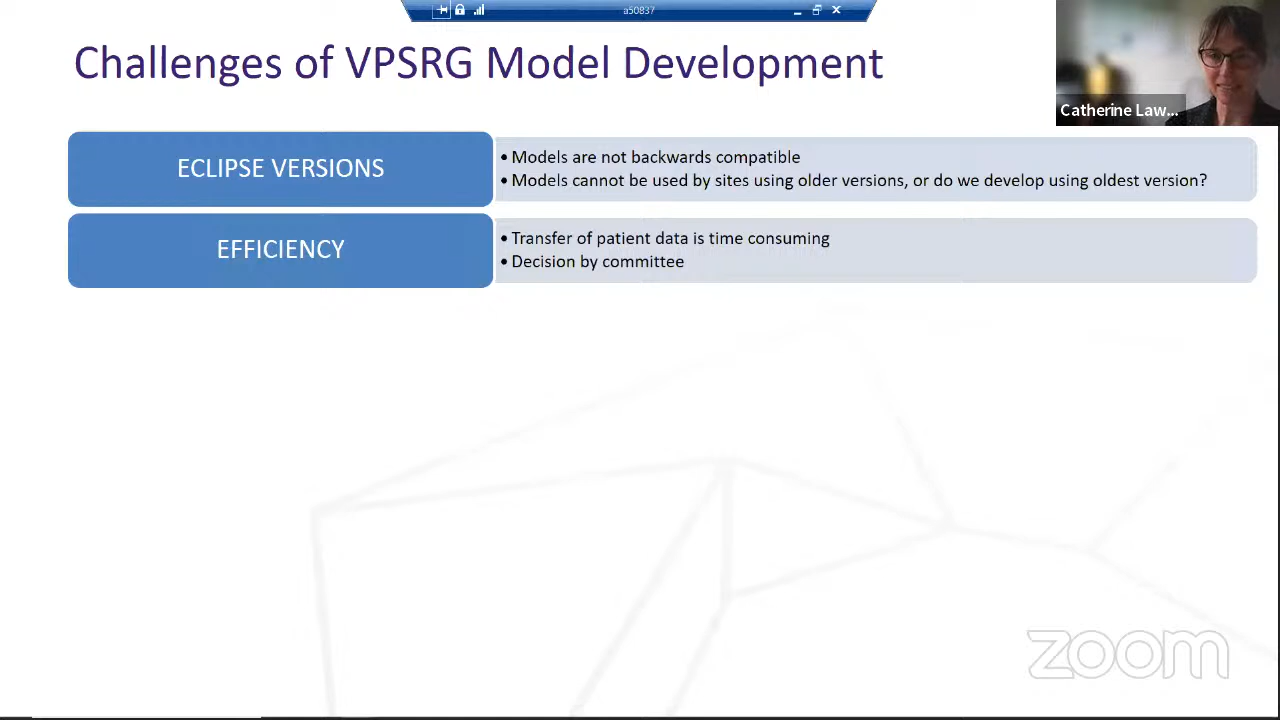 a50837
Challenges of VPSRG Model Development
Catherine Law...
ECLIPSE VERSIONS
• Models are not backwards compatible
• Models cannot be used by sites using older versions, or do we develop using oldest version?
EFFICIENCY
• Transfer of patient data is time consuming
• Decision by committee
zoom